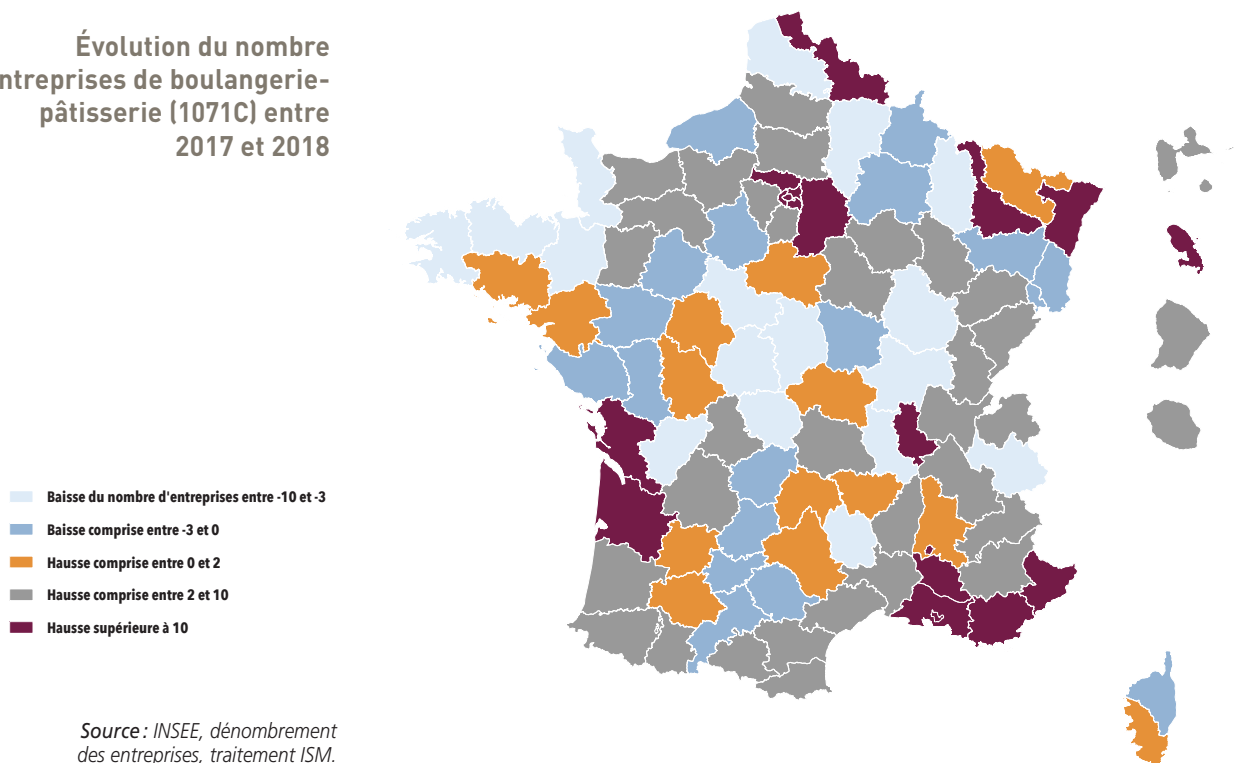 Évolution du nombre
ntreprises de boulangerie-
pâtisserie (1071C) entre
2017 et 2018
Baisse du nombre d'entreprises entre -10 et -3
Baisse comprise entre -3 et 0
Hausse comprise entre 0 et 2
Hausse comprise entre 2 et 10
Hausse supérieure à 10
Source : INSEE, dénombrement
des entreprises, traitement ISM.